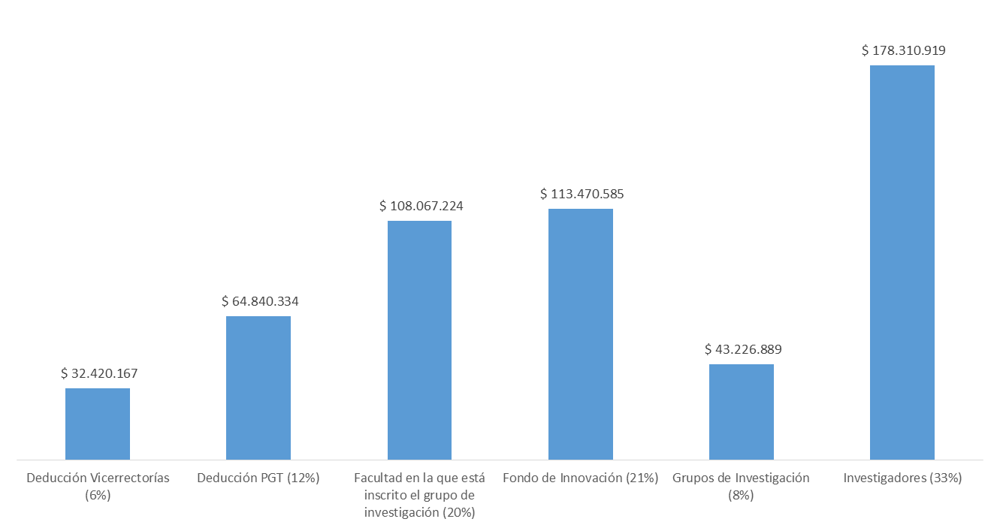 $ 178.310.919
$ 113.470.585
$ 108.067.224
$ 64.840.334
$ 43.226.889
$ 32.420.167
Deducción Vicerrectorías
(6%)
Deducción PGT (12%)
Facultad en la que está
inscrito el grupo de
investigación (20%)
Fondo de Innovación (21%)
Grupos de Investigación
(8%)
Investigadores (33%)